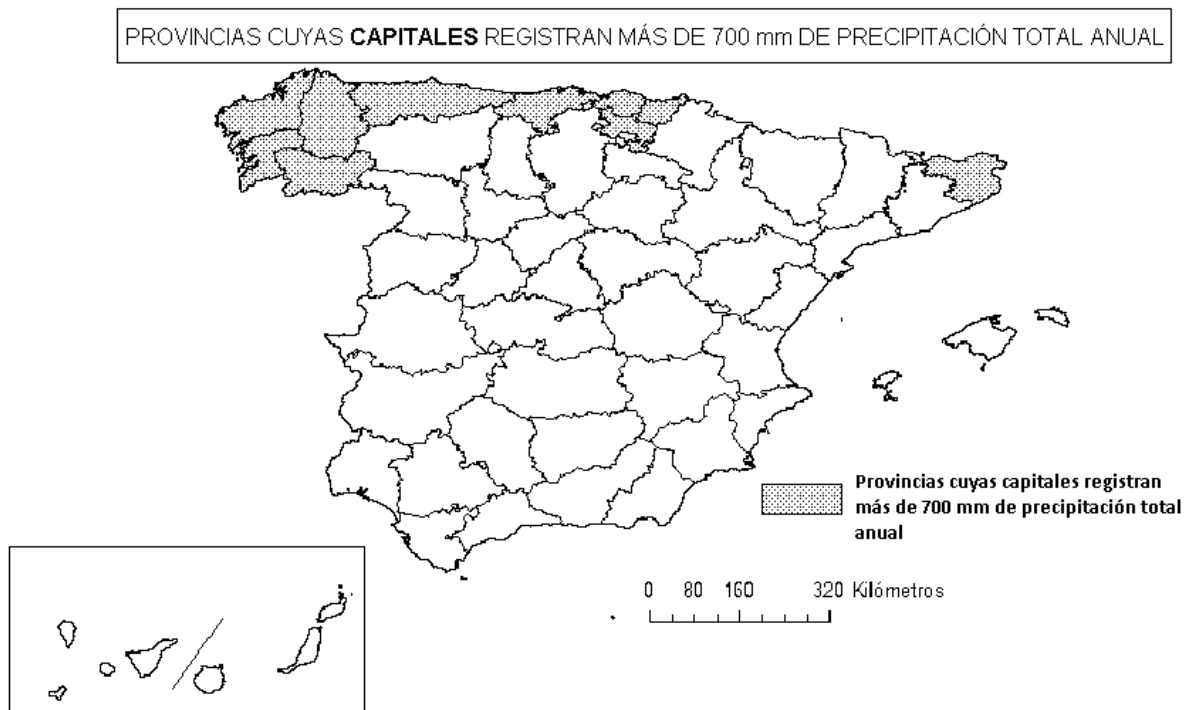 PROVINCIAS CUYAS CAPITALES REGISTRAN MÁS DE 700 mm DE PRECIPITACIÓN TOTAL ANUAL
Provincias cuyas capitales registran
más de 700 mm de precipitación total
anual
0 80 160 320 Kilómetros